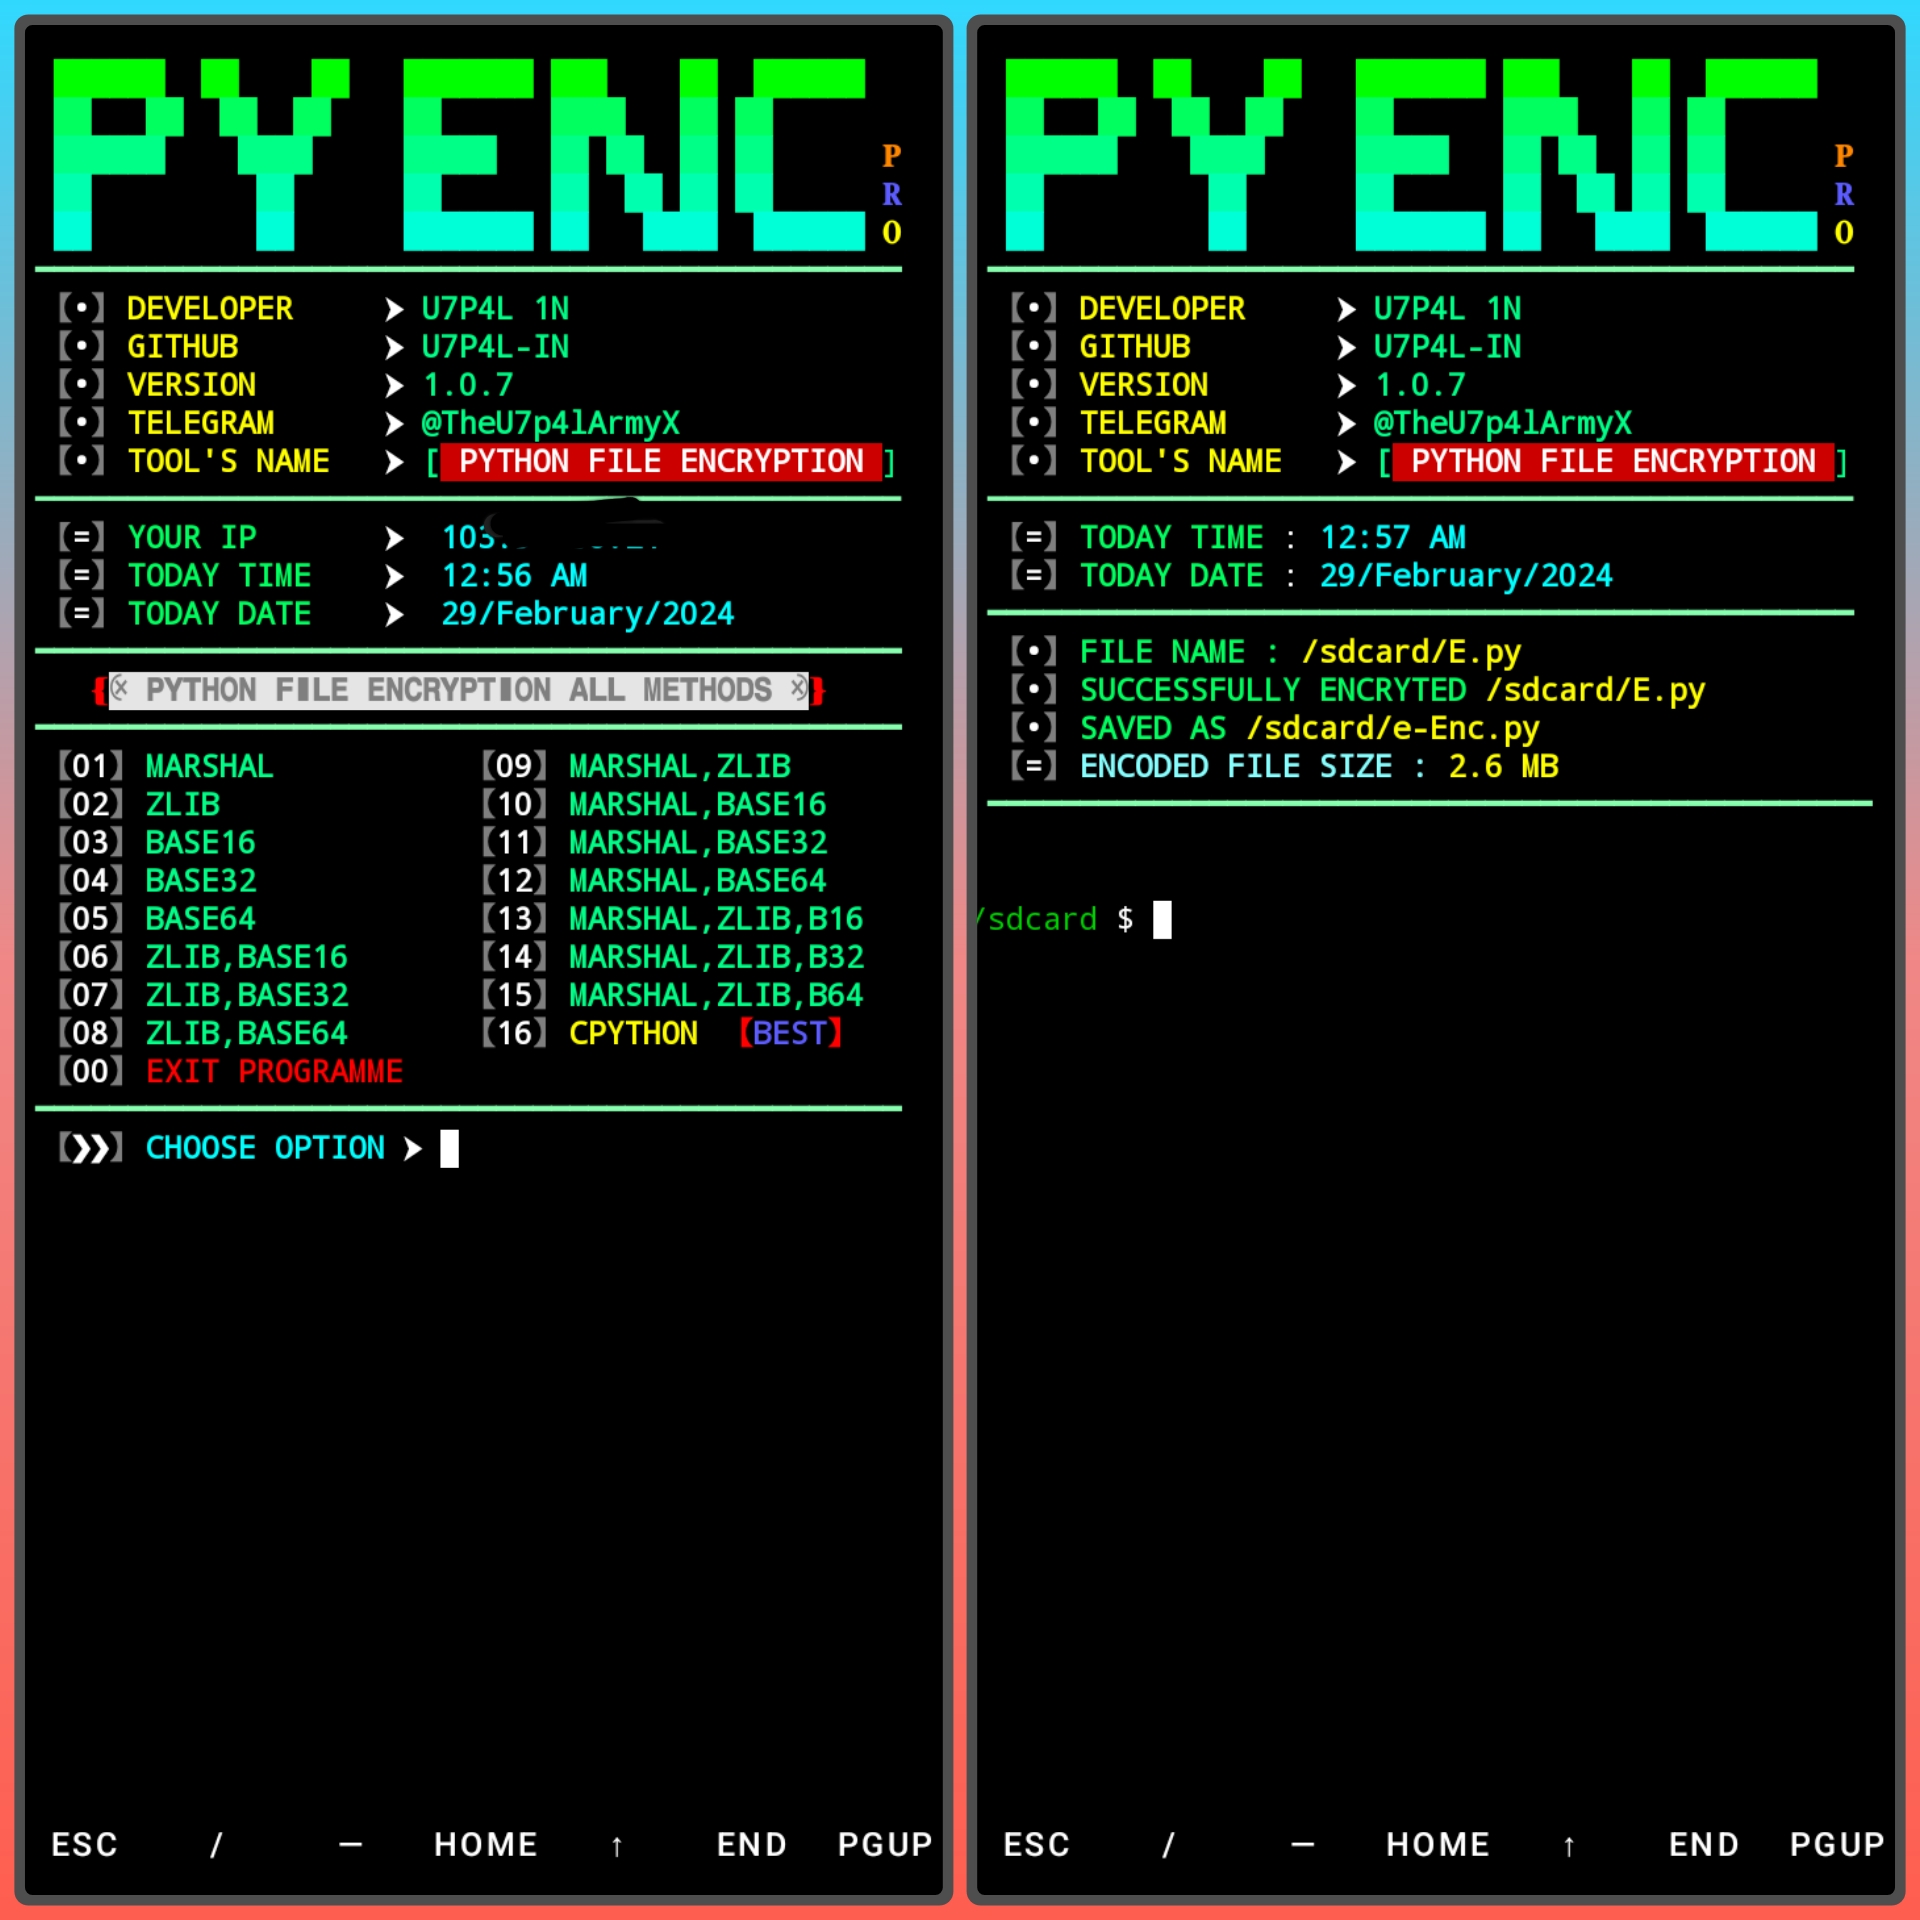 PY ENC
PRO
[•] DEVELOPER ➤ U7P4L 1N
[•] GITHUB ➤ U7P4L-IN
[•] VERSION ➤ 1.0.7
[•] TELEGRAM ➤ @TheU7p4lArmyX
[•] TOOL'S NAME ➤ [ PYTHON FILE ENCRYPTION ]
[=] YOUR IP ➤ 103.
[=] TODAY TIME ➤ 12:56 AM
[=] TODAY DATE ➤ 29/February/2024
{ PYTHON FILE ENCRYPTION ALL METHODS }
[01] MARSHAL [09] MARSHAL,ZLIB
[02] ZLIB [10] MARSHAL,BASE16
[03] BASE16 [11] MARSHAL,BASE32
[04] BASE32 [12] MARSHAL,BASE64
[05] BASE64 [13] MARSHAL,ZLIB,B16
[06] ZLIB,BASE16 [14] MARSHAL,ZLIB,B32
[07] ZLIB,BASE32 [15] MARSHAL,ZLIB,B64
[08] ZLIB,BASE64 [16] CPYTHON 【BEST】
[00] EXIT PROGRAMME
[❯❯] CHOOSE OPTION ➤
ESC / — HOME ↑ END PGUP
PY ENC
PRO
[•] DEVELOPER ➤ U7P4L 1N
[•] GITHUB ➤ U7P4L-IN
[•] VERSION ➤ 1.0.7
[•] TELEGRAM ➤ @TheU7p4lArmyX
[•] TOOL'S NAME ➤ [ PYTHON FILE ENCRYPTION ]
[=] TODAY TIME : 12:57 AM
[=] TODAY DATE : 29/February/2024
[•] FILE NAME : /sdcard/E.py
[•] SUCCESSFULLY ENCRYTED /sdcard/E.py
[•] SAVED AS /sdcard/e-Enc.py
[=] ENCODED FILE SIZE : 2.6 MB
/sdcard $
ESC / — HOME ↑ END PGUP